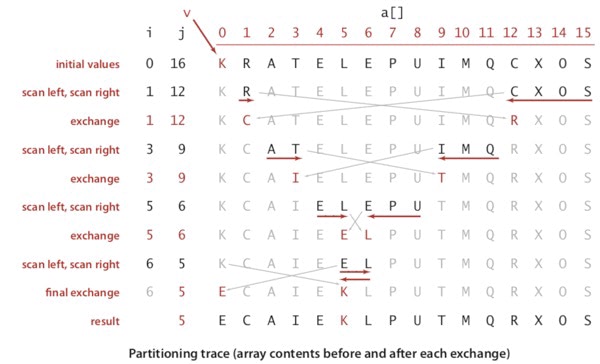 v a[]
i j 0 1 2 3 4 5 6 7 8 9 10 11 12 13 14 15
initial values 0 16 K R A T E L E P U I M Q C X O S
scan left, scan right 1 12 K R A T E L E P U I M Q C X O S
exchange 1 12 K C A T E L E P U I M Q R X O S
scan left, scan right 3 9 K C A T E L E P U I M Q R X O S
exchange 3 9 K C A I E L E P U T M Q R X O S
scan left, scan right 5 6 K C A I E L E P U T M Q R X O S
exchange 5 6 K C A I E E L P U T M Q R X O S
scan left, scan right 6 5 K C A I E E L P U T M Q R X O S
final exchange 6 5 E C A I E K L P U T M Q R X O S
result 5 E C A I E K L P U T M Q R X O S
Partitioning trace (array contents before and after each exchange)